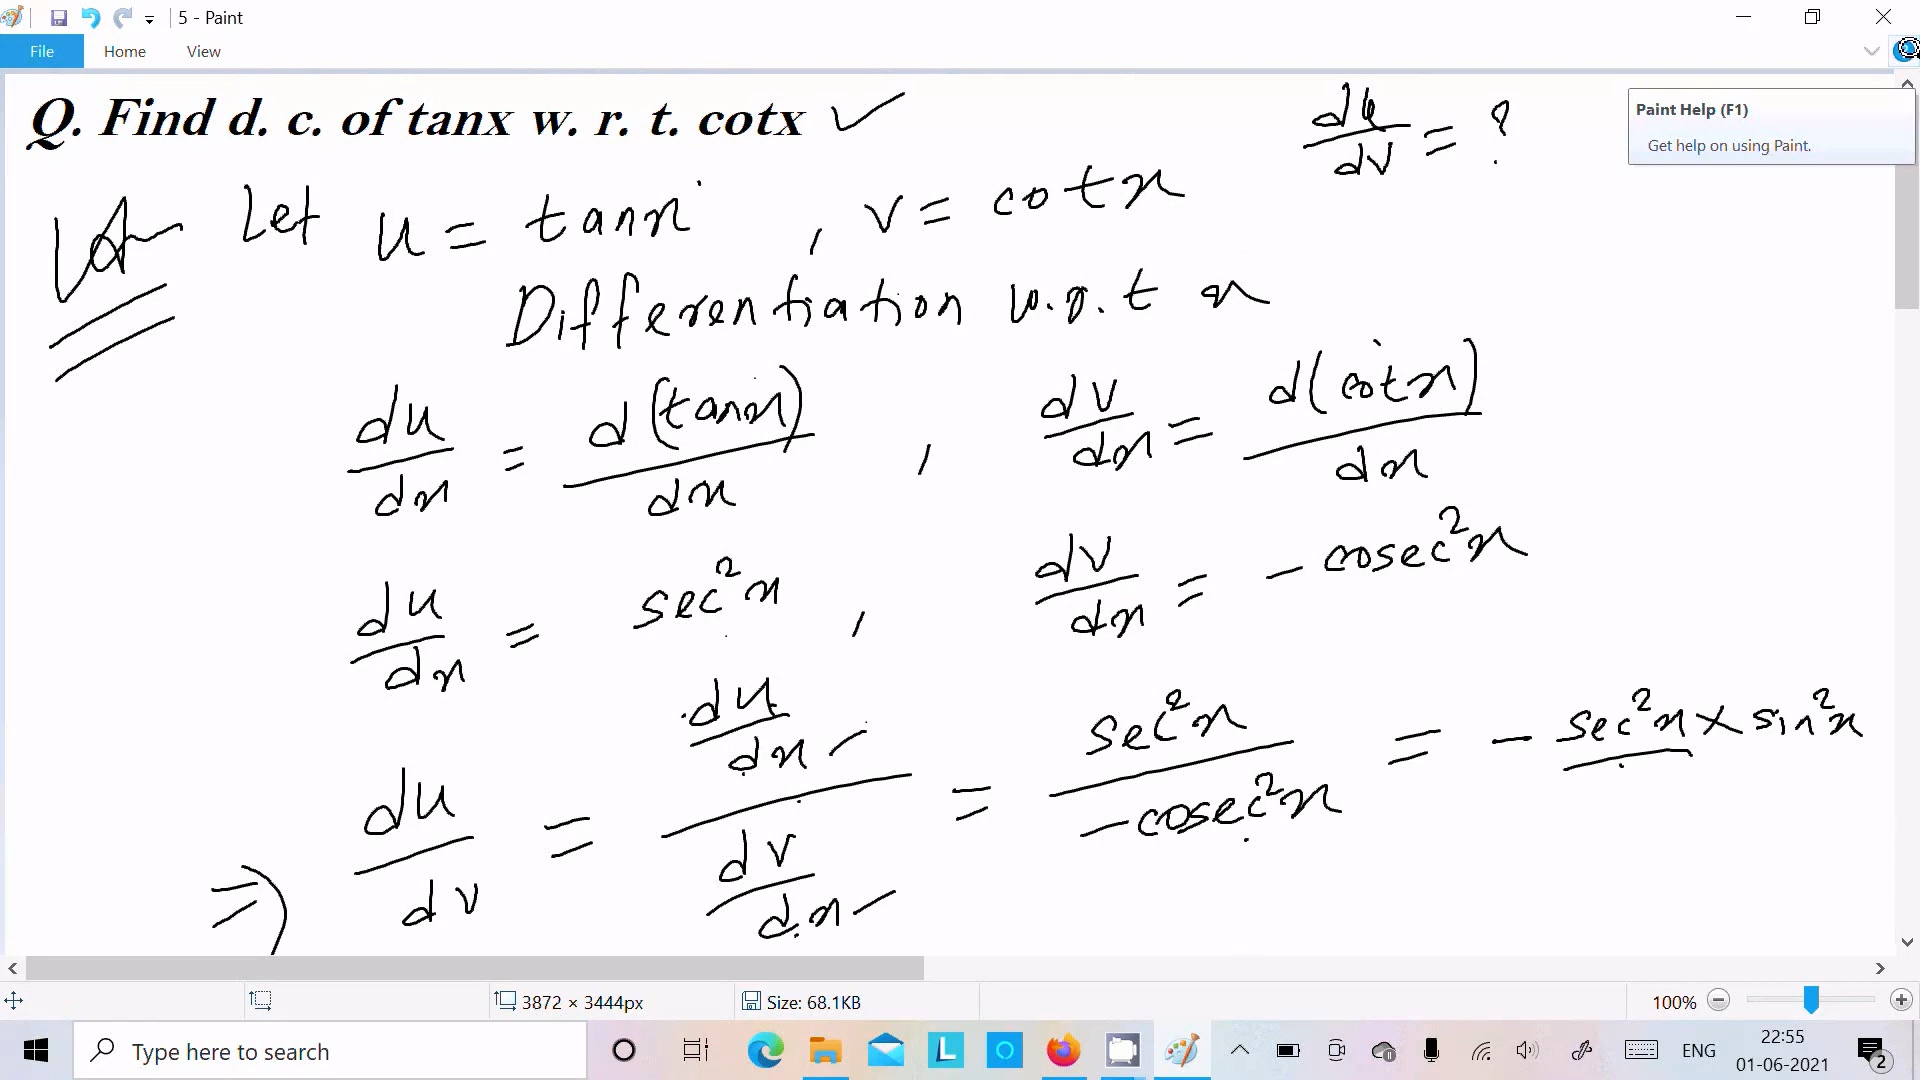 5 - Paint
File Home View
Paint Help (F1)
Get help on using Paint.
Q. Find d. c. of tanx w. r. t. cotx ✓
du/dv = ?
Let u = tanx , v = cotx
Differentiation w.r.t x
du/dx = d(tanx)/dx , dv/dx = d(cotx)/dx
du/dx = sec²x , dv/dx = - cosec²x
⇒ du/dv = (du/dx)/(dv/dx) = sec²x/-cosec²x = - sec²x × sin²x
3872 × 3444px Size: 68.1KB 100%
Type here to search
ENG
22:55
01-06-2021
2